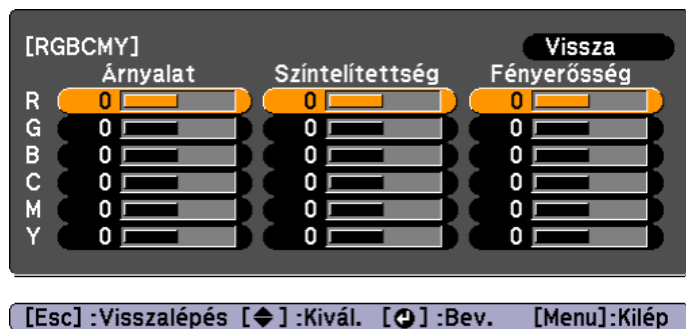 [RGBCMY] Vissza
Árnyalat Színtelítettség Fényerősség
R 0 0 0
G 0 0 0
B 0 0 0
C 0 0 0
M 0 0 0
Y 0 0 0
[Esc] :Visszalépés [◆] :Kivál. [⏎] :Bev. [Menu]:Kilép